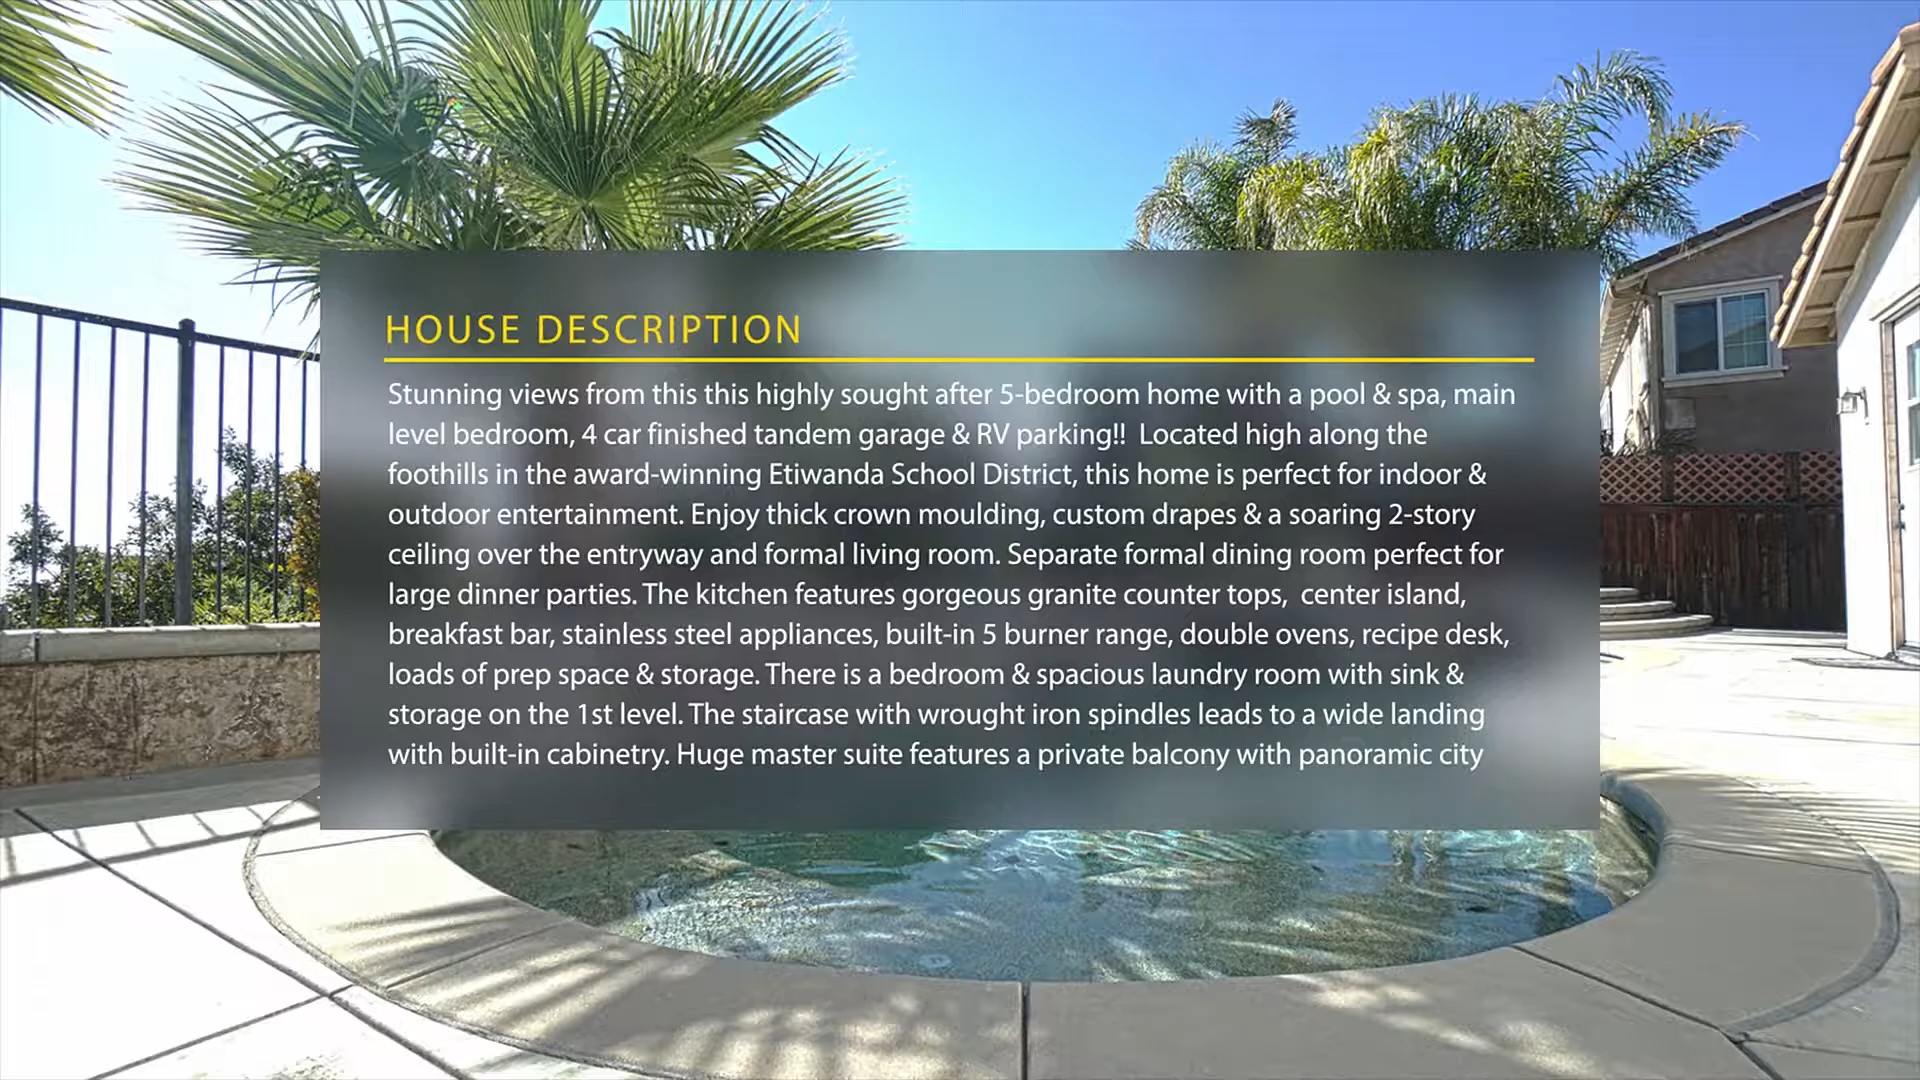 HOUSE DESCRIPTION
Stunning views from this this highly sought after 5-bedroom home with a pool & spa, main
level bedroom, 4 car finished tandem garage & RV parking!!  Located high along the
foothills in the award-winning Etiwanda School District, this home is perfect for indoor &
outdoor entertainment. Enjoy thick crown moulding, custom drapes & a soaring 2-story
ceiling over the entryway and formal living room. Separate formal dining room perfect for
large dinner parties. The kitchen features gorgeous granite counter tops,  center island,
breakfast bar, stainless steel appliances, built-in 5 burner range, double ovens, recipe desk,
loads of prep space & storage. There is a bedroom & spacious laundry room with sink &
storage on the 1st level. The staircase with wrought iron spindles leads to a wide landing
with built-in cabinetry. Huge master suite features a private balcony with panoramic city